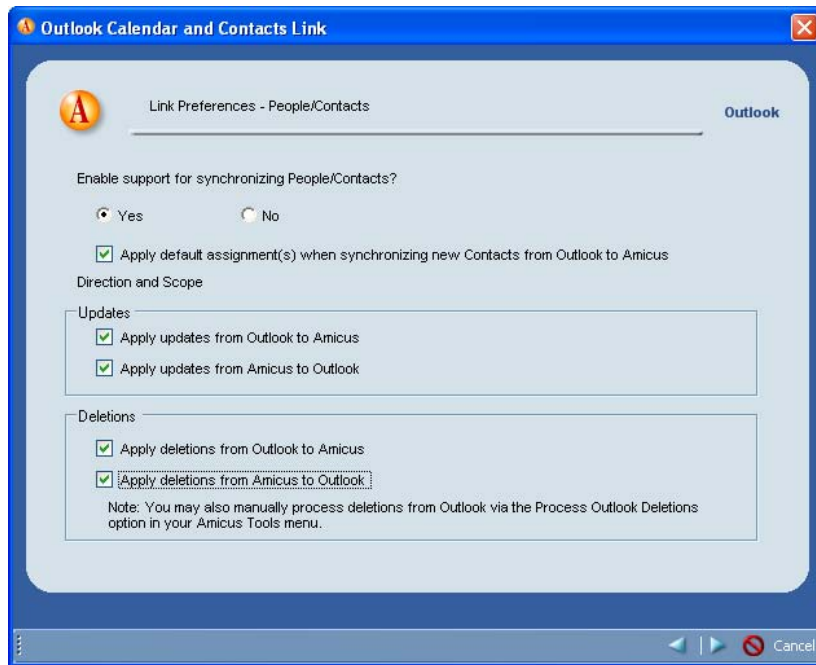 Outlook Calendar and Contacts Link
A
Link Preferences - People/Contacts
Outlook
Enable support for synchronizing People/Contacts?
Yes No
Apply default assignment(s) when synchronizing new Contacts from Outlook to Amicus
Direction and Scope
Updates
Apply updates from Outlook to Amicus
Apply updates from Amicus to Outlook
Deletions
Apply deletions from Outlook to Amicus
Apply deletions from Amicus to Outlook
Note: You may also manually process deletions from Outlook via the Process Outlook Deletions
option in your Amicus Tools menu.
Cancel